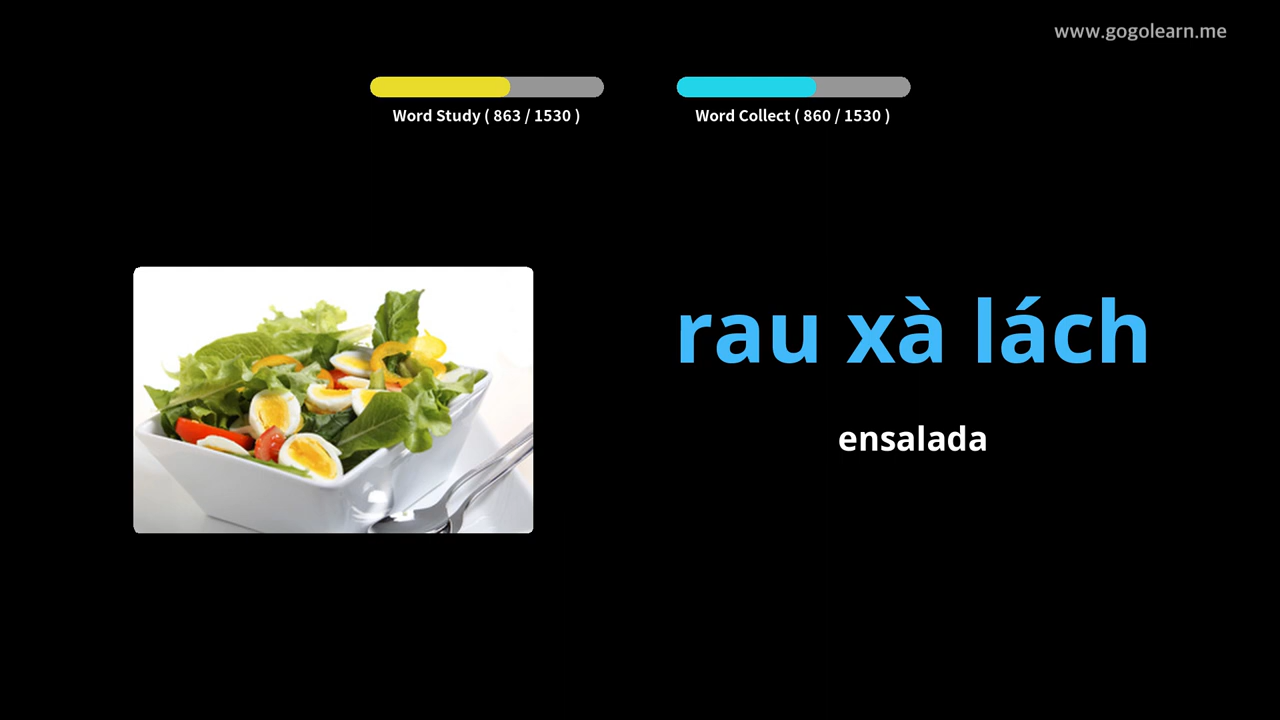 www.gogolearn.me
Word Study ( 863 / 1530 )
Word Collect ( 860 / 1530 )
rau xà lách
ensalada